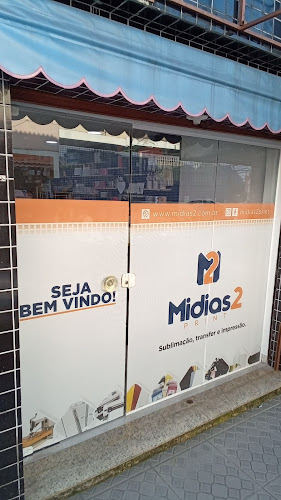 www.midias2.com.br
SEJA
BEM VINDO!
M2
Midias2
PRINT
Sublimação, transfer e impressão.